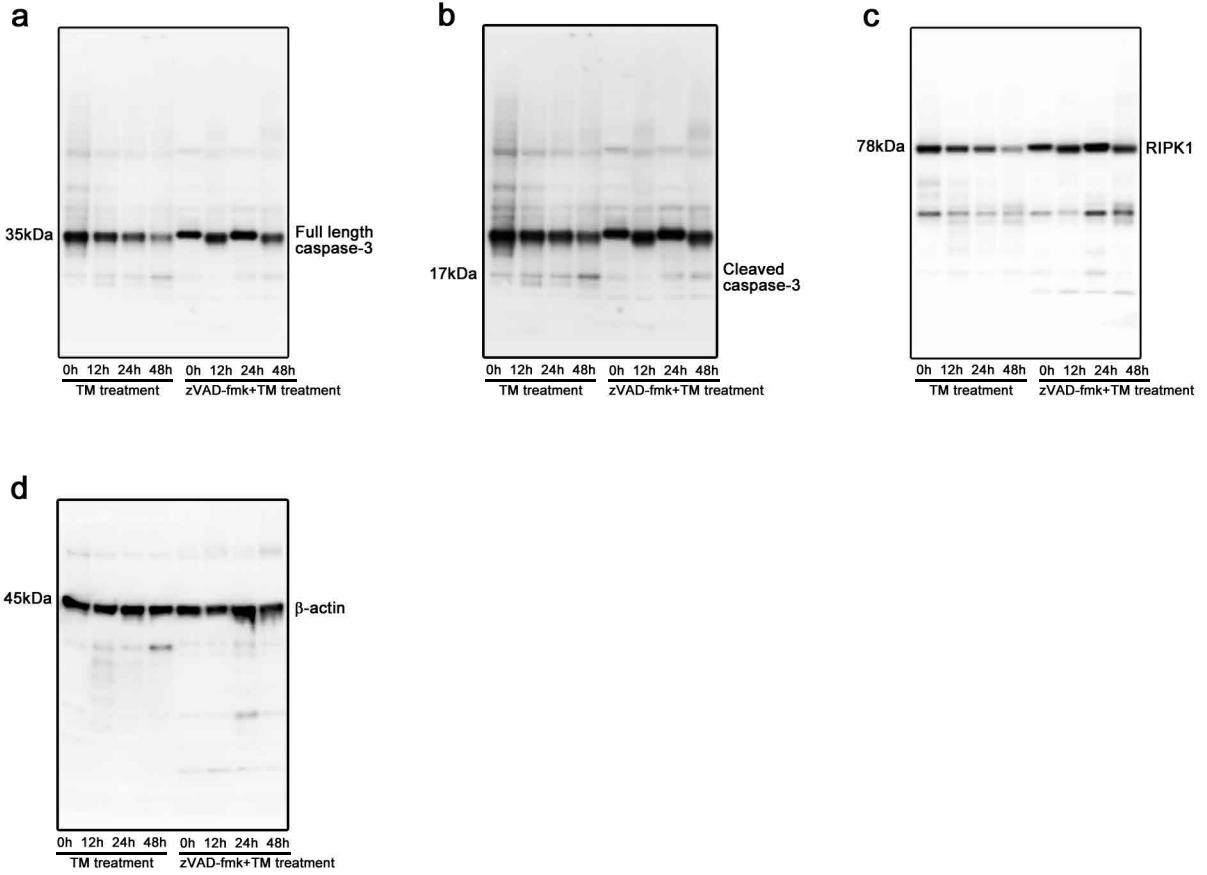 a
35kDa
Full length
caspase-3
0h 12h 24h 48h 0h 12h 24h 48h
TM treatment zVAD-fmk+TM treatment
b
17kDa
Cleaved
caspase-3
0h 12h 24h 48h 0h 12h 24h 48h
TM treatment zVAD-fmk+TM treatment
c
78kDa
RIPK1
0h 12h 24h 48h 0h 12h 24h 48h
TM treatment zVAD-fmk+TM treatment
d
45kDa
β-actin
0h 12h 24h 48h 0h 12h 24h 48h
TM treatment zVAD-fmk+TM treatment